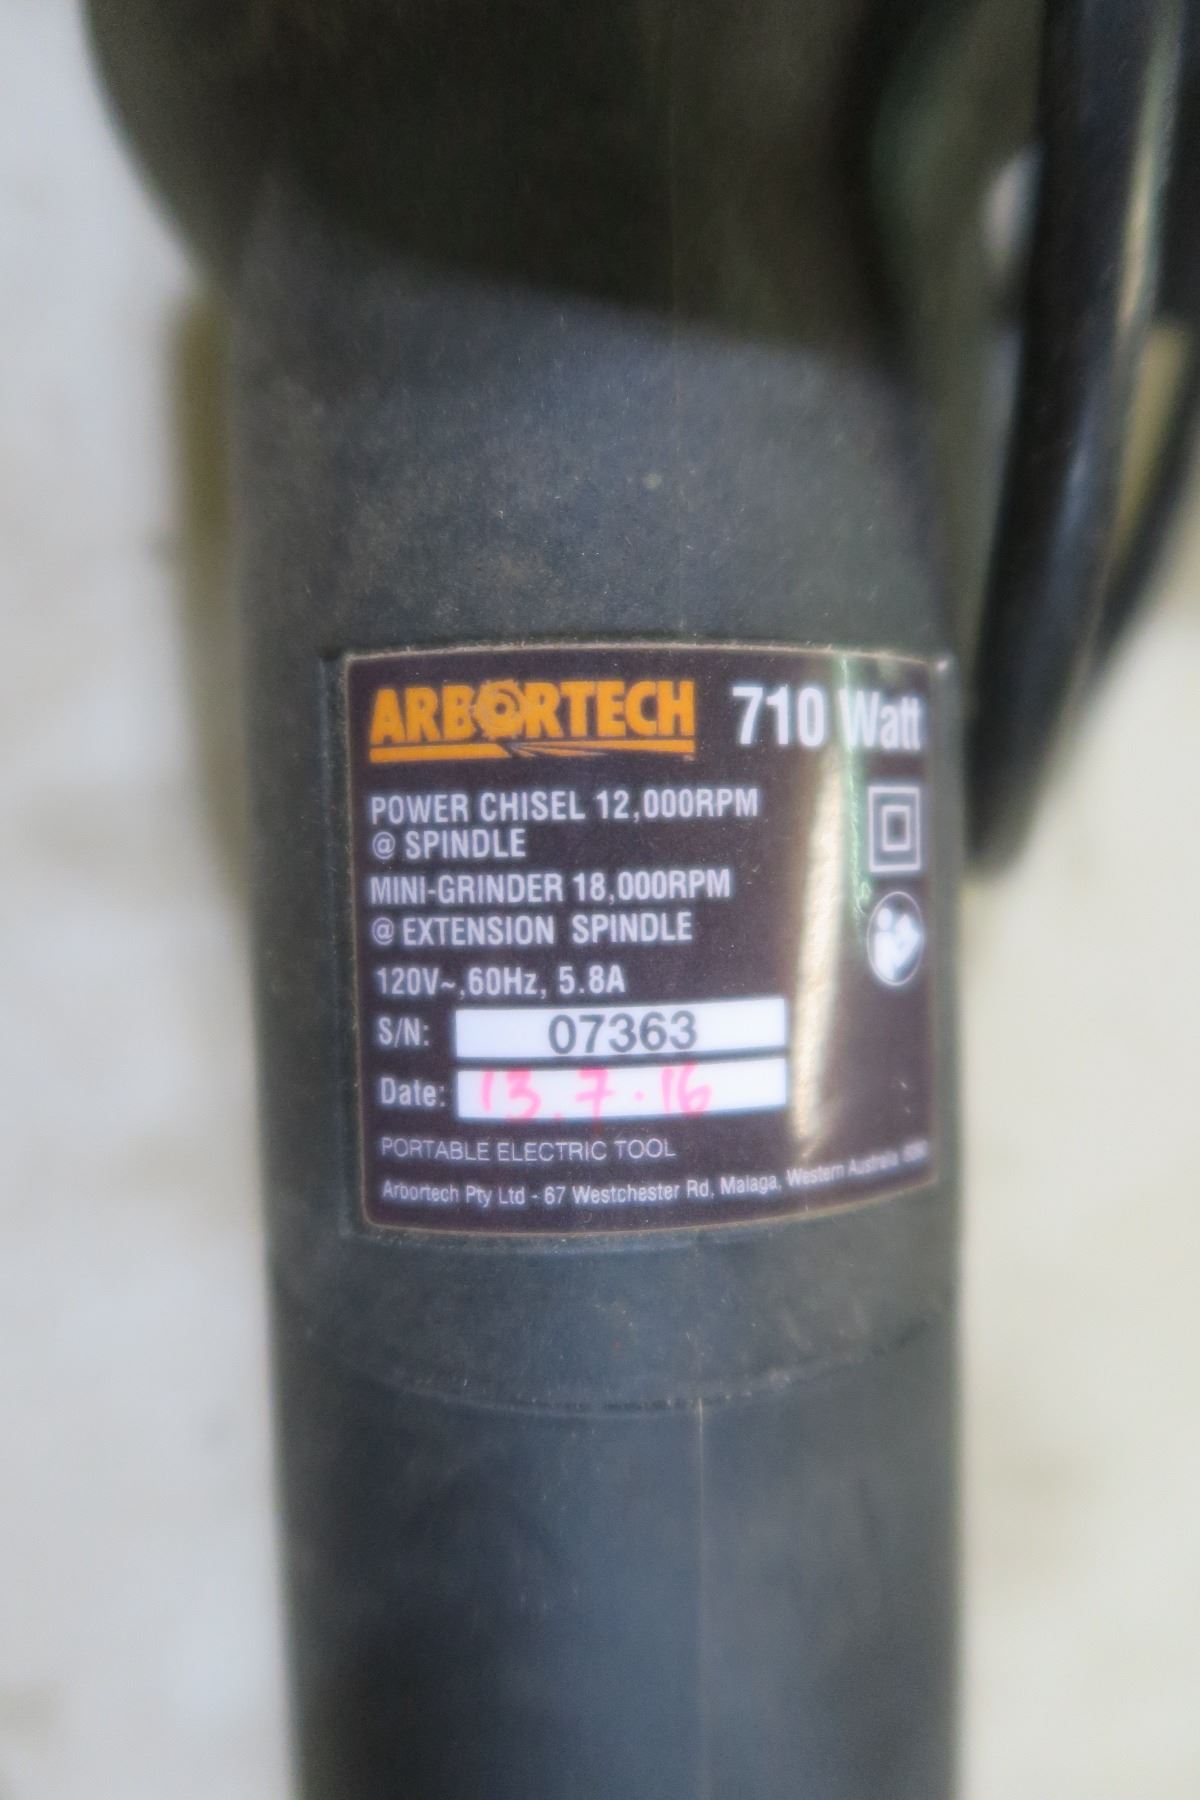 ARBORTECH 710 Watt
POWER CHISEL 12,000RPM
@ SPINDLE
MINI-GRINDER 18,000RPM
@ EXTENSION SPINDLE
120V~,60Hz, 5.8A
S/N: 07363
Date: 13.7.16
PORTABLE ELECTRIC TOOL
Arbortech Pty Ltd - 67 Westchester Rd, Malaga, Western Australia